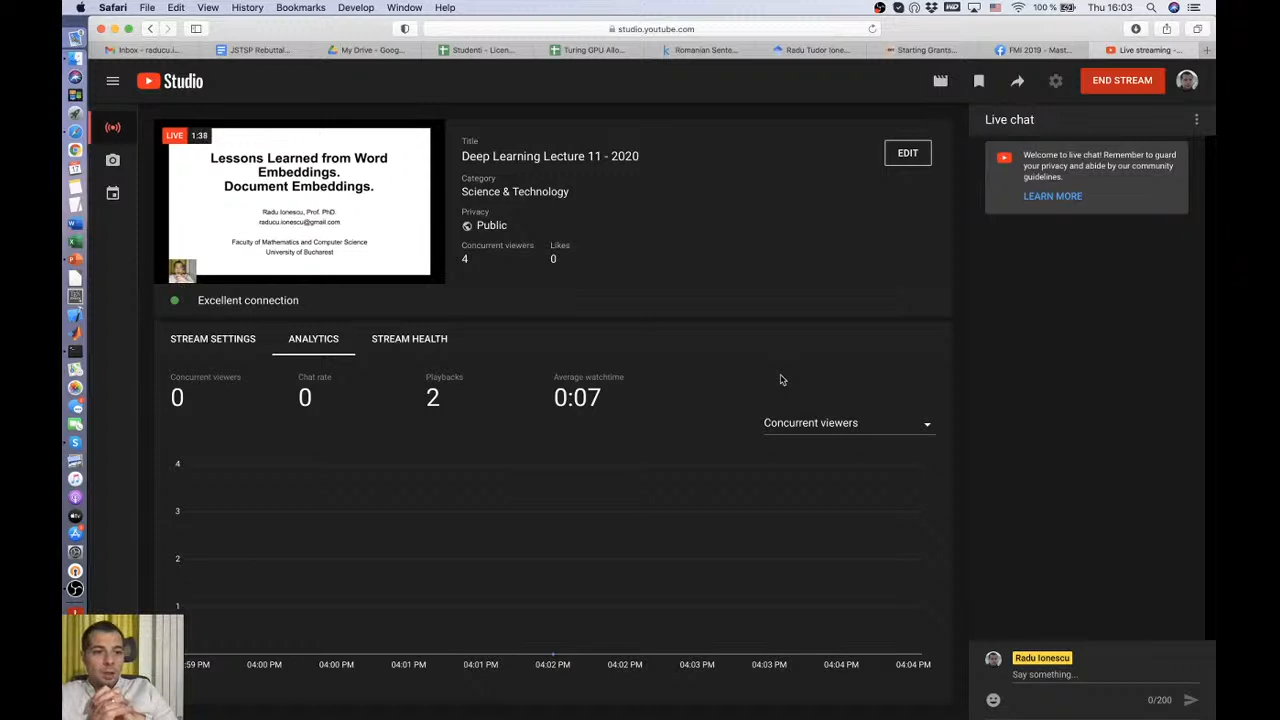 Safari File Edit View History Bookmarks Develop Window Help 100 % Thu 16:03
studio.youtube.com
Inbox - raducu.i... JSTSP Rebuttal... My Drive - Goog... Studenti - Licen... Turing GPU Allo... Romanian Sente... Radu Tudor Ione... Starting Grants... FMI 2019 - Mast... Live streaming -...
Studio END STREAM
LIVE 1:38
Lessons Learned from Word
Embeddings.
Document Embeddings.
Radu Ionescu, Prof. PhD.
raducu.ionescu@gmail.com
Faculty of Mathematics and Computer Science
University of Bucharest
Title
Deep Learning Lecture 11 - 2020
EDIT
Category
Science & Technology
Privacy
Public
Concurrent viewers Likes
4 0
Excellent connection
STREAM SETTINGS ANALYTICS STREAM HEALTH
Concurrent viewers Chat rate Playbacks Average watchtime
0 0 2 0:07
Concurrent viewers
4
3
2
1
:59 PM 04:00 PM 04:00 PM 04:01 PM 04:01 PM 04:02 PM 04:02 PM 04:03 PM 04:03 PM 04:04 PM 04:04 PM
Live chat
Welcome to live chat! Remember to guard
your privacy and abide by our community
guidelines.
LEARN MORE
Radu Ionescu
Say something...
0/200